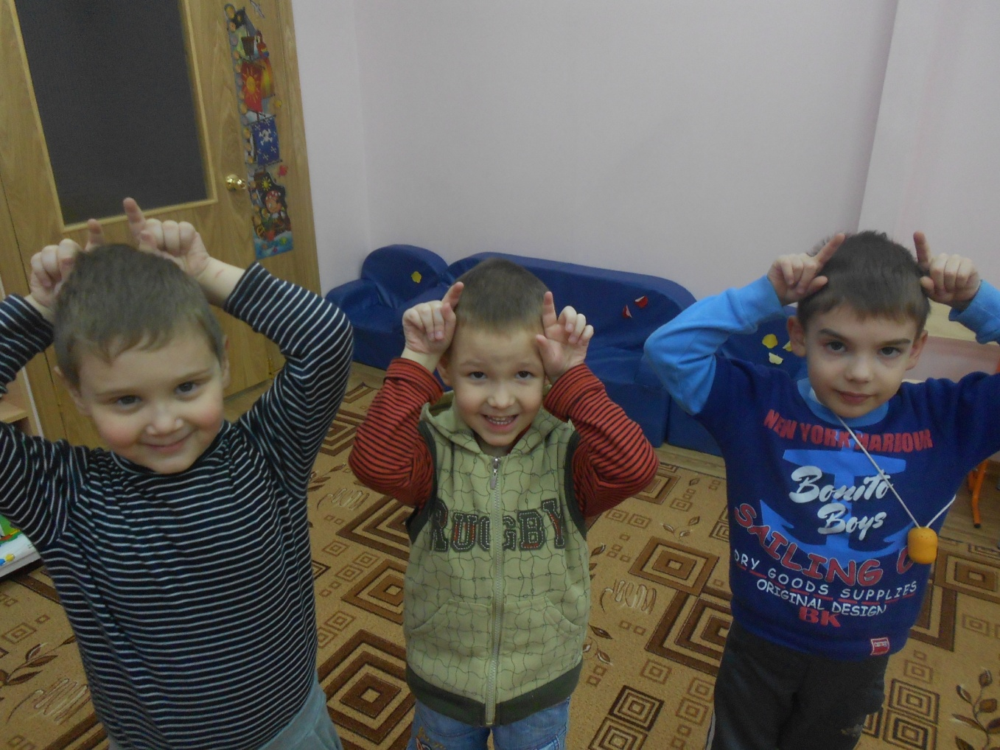 RUGBY
NEW YORK HARBOUR
Bonito
Boys
SAILING C
DRY GOODS SUPPLIES
ORIGINAL DESIGN
BK